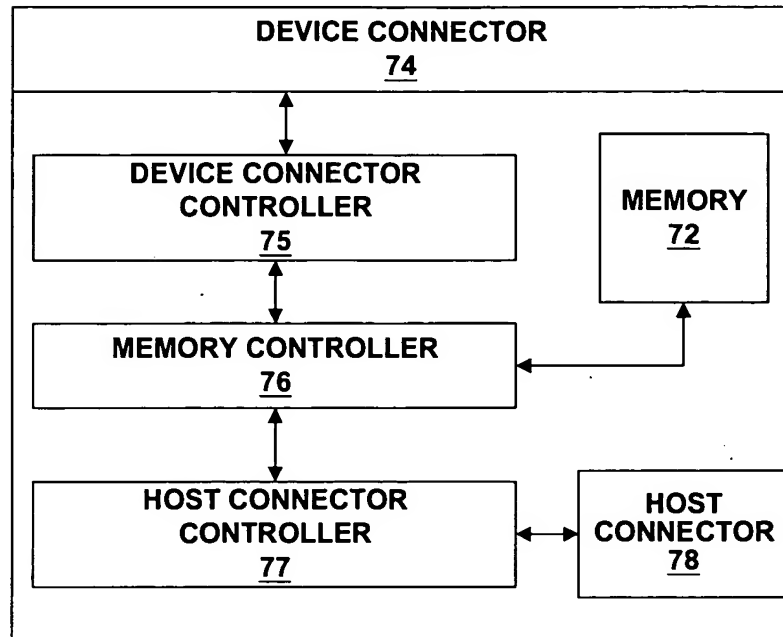 DEVICE CONNECTOR
74
DEVICE CONNECTOR
CONTROLLER
75
MEMORY
72
MEMORY CONTROLLER
76
HOST CONNECTOR
CONTROLLER
77
HOST
CONNECTOR
78